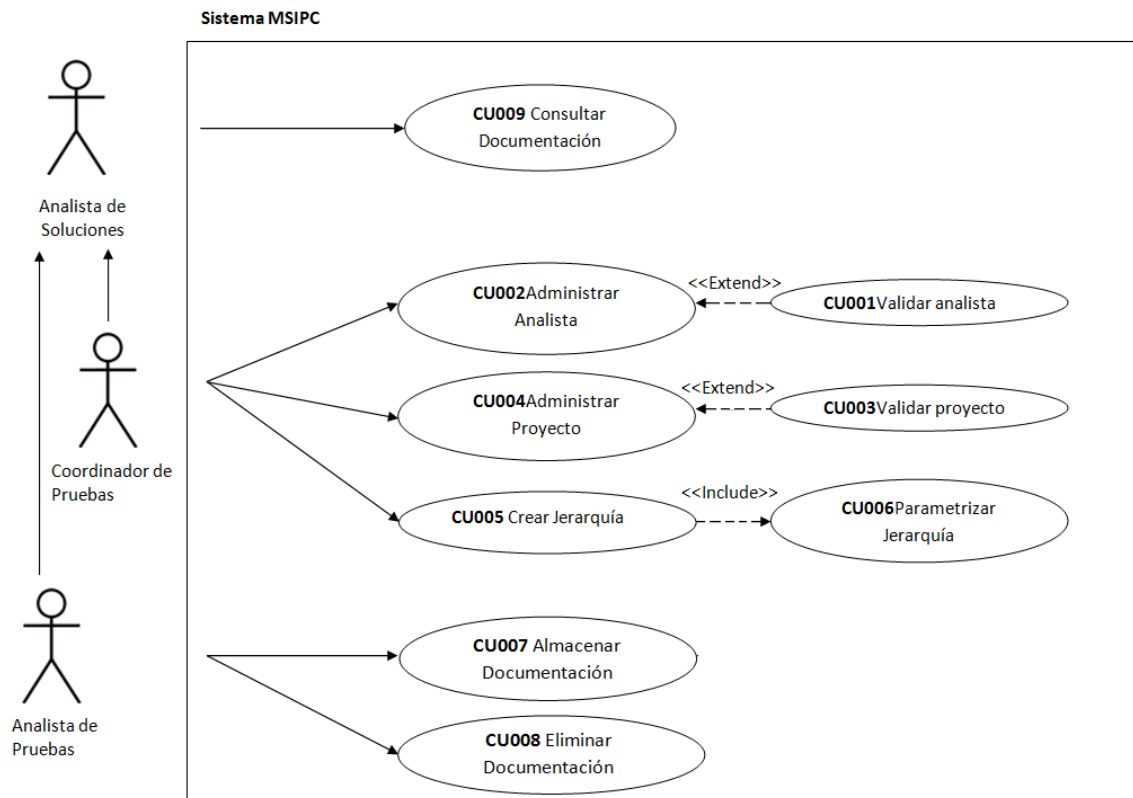 Sistema MSIPC
CU009 Consultar
Documentación
Analista de
Soluciones
<<Extend>>
CU002Administrar
Analista
CU001Validar analista
<<Extend>>
CU004Administrar
Proyecto
CU003Validar proyecto
Coordinador de
Pruebas
<<Include>>
CU005 Crear Jerarquía
CU006Parametrizar
Jerarquía
CU007 Almacenar
Documentación
Analista de
Pruebas
CU008 Eliminar
Documentación